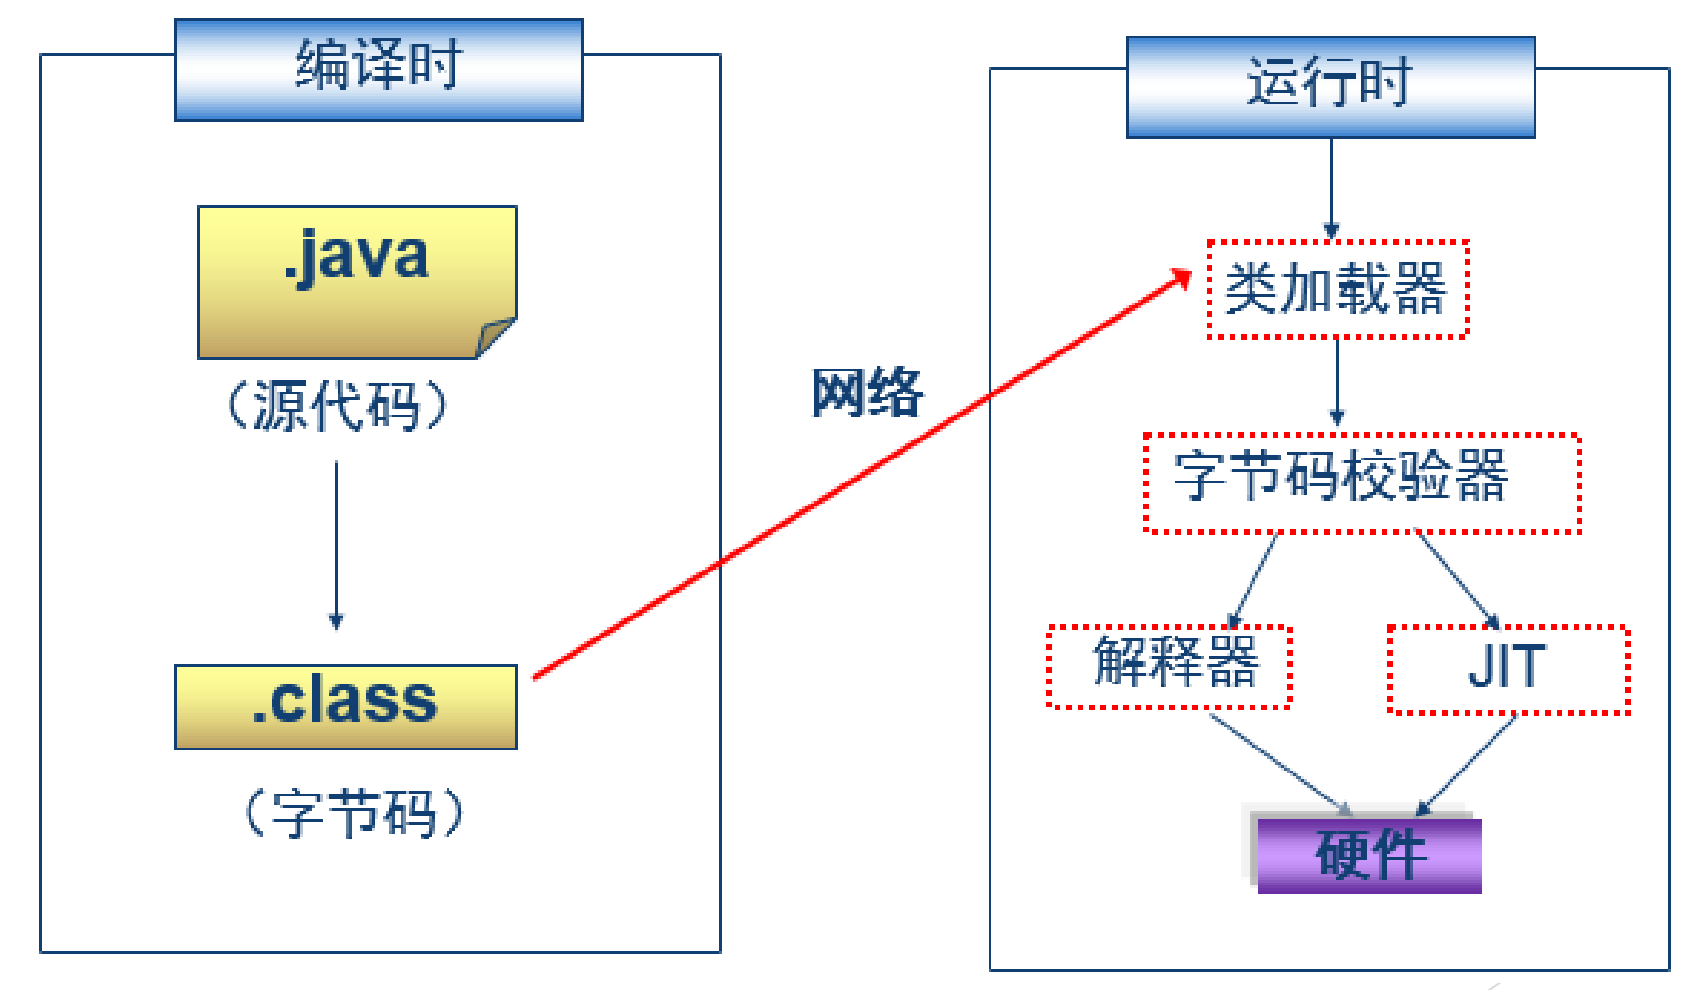 编译时
.java
（源代码）
.class
（字节码）
网络
运行时
类加载器
字节码校验器
解释器
JIT
硬件